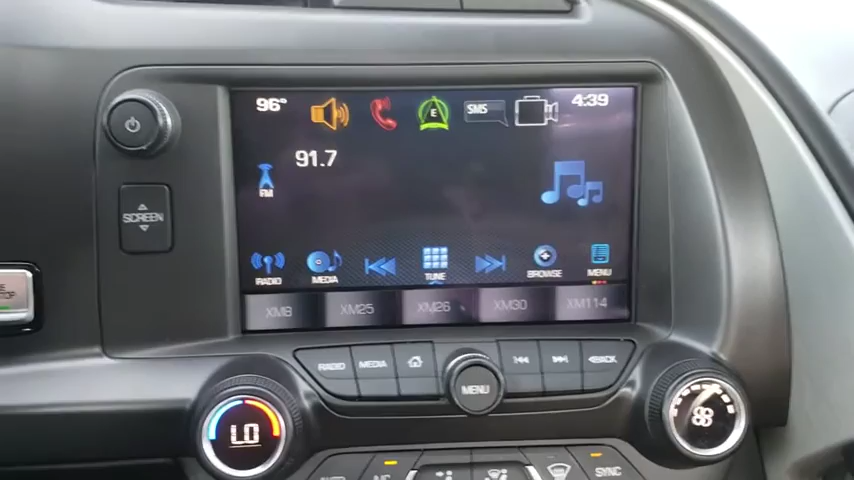 96°
E
SMS
4:39
91.7
FM
SCREEN
RADIO
MEDIA
TUNE
BROWSE
MENU
XM8
XM25
XM26
XM30
XM114
RADIO
MEDIA
BACK
MENU
LO
SYNC